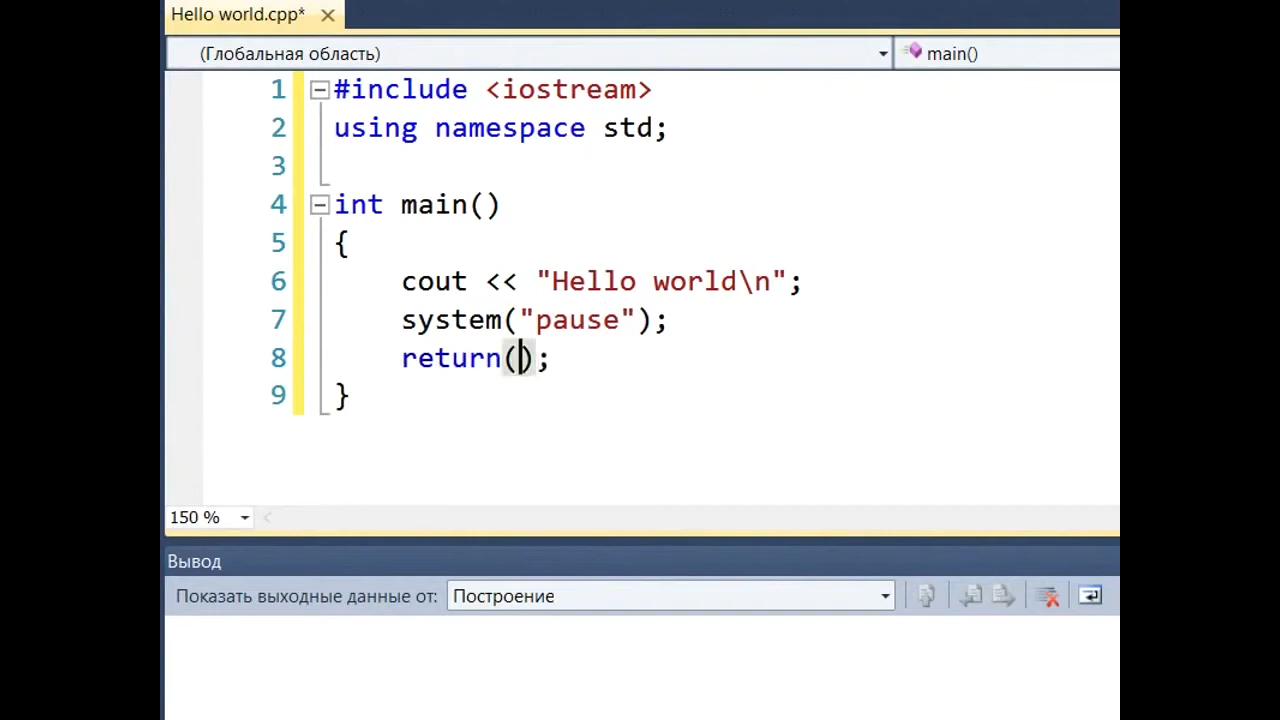 Hello world.cpp*
(Глобальная область) main()
1 #include <iostream>
2 using namespace std;
3
4 int main()
5 {
6 cout << "Hello world\n";
7 system("pause");
8 return();
9 }
150 %
Вывод
Показать выходные данные от: Построение